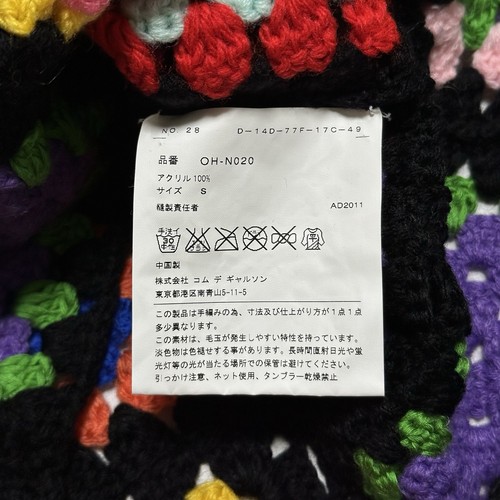 NO 28 D-14D-77F-17C-49
品番 OH-N020
アクリル 100%
サイズ S
縫製責任者 AD2011
手洗イ
30
中性
中国製
株式会社 コム デ ギャルソン
東京都港区南青山5-11-5
この製品は手編みの為、寸法及び仕上がり方が1点1点
多少異なります。
この素材は、毛玉が発生しやすい特性を持っています。
淡色物は色褪せする事があります。長時間直射日光や蛍
光灯等の光が当たる場所での保管は避けてください。
引っかけ注意、ネット使用、タンブラー乾燥禁止